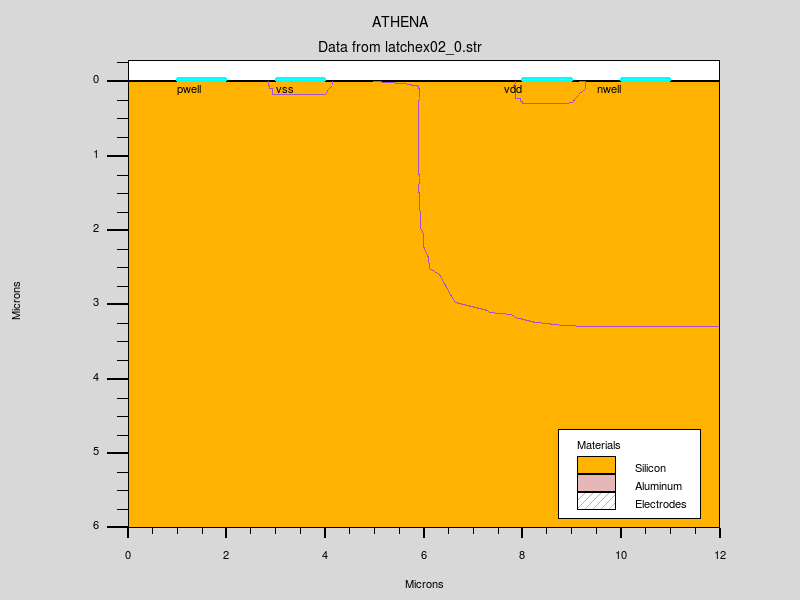 ATHENA
Data from latchex02_0.str
0
pwell
vss
vdd
nwell
1
2
3
4
5
6
Microns
Materials
Silicon
Aluminum
Electrodes
0
2
4
6
8
10
12
Microns